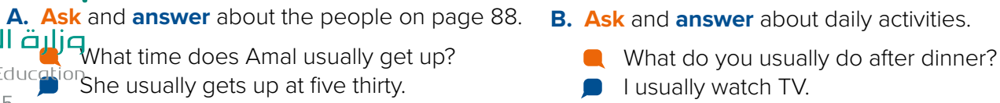 A. Ask and answer about the people on page 88.
What time does Amal usually get up?
She usually gets up at five thirty.
B. Ask and answer about daily activities.
What do you usually do after dinner?
I usually watch TV.
وزارة ال
Education